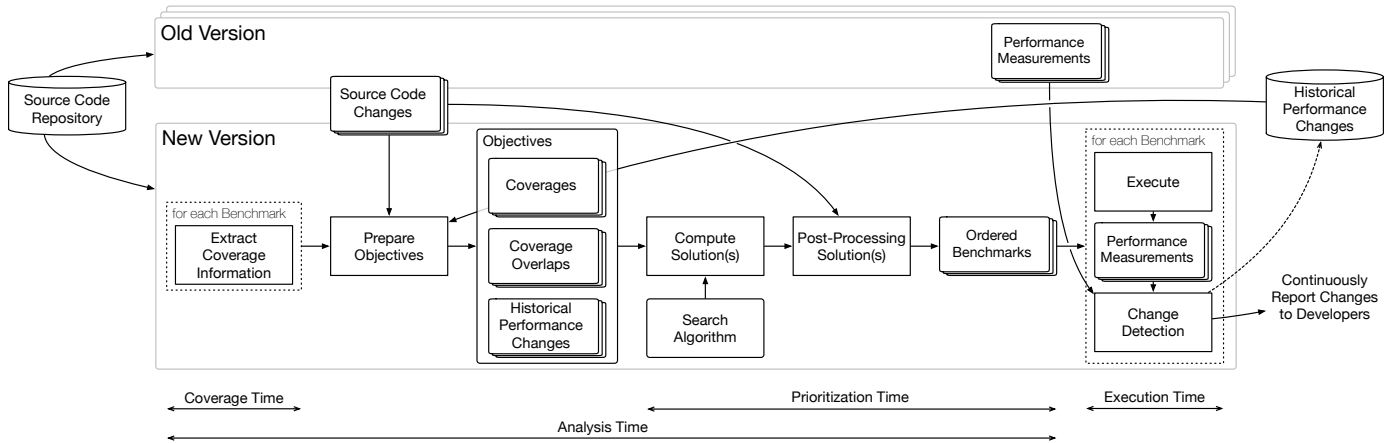 Old Version
Performance
Measurements
Source Code
Repository
Source Code
Changes
Historical
Performance
Changes
New Version
for each Benchmark
Extract
Coverage
Information
Prepare
Objectives
Objectives
Coverages
Coverage
Overlaps
Historical
Performance
Changes
Compute
Solution(s)
Search
Algorithm
Post-Processing
Solution(s)
Ordered
Benchmarks
for each Benchmark
Execute
Performance
Measurements
Change
Detection
Continuously
Report Changes
to Developers
Coverage Time
Prioritization Time
Execution Time
Analysis Time